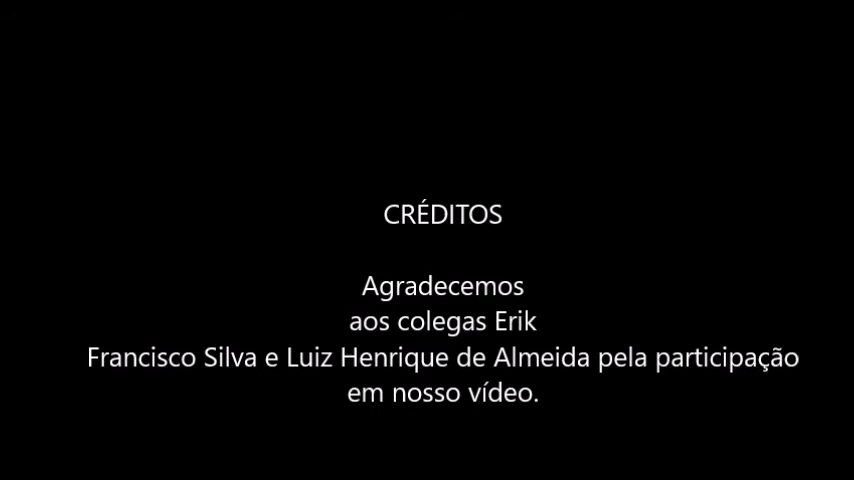 CRÉDITOS
Agradecemos
aos colegas Erik
Francisco Silva e Luiz Henrique de Almeida pela participação
em nosso vídeo.